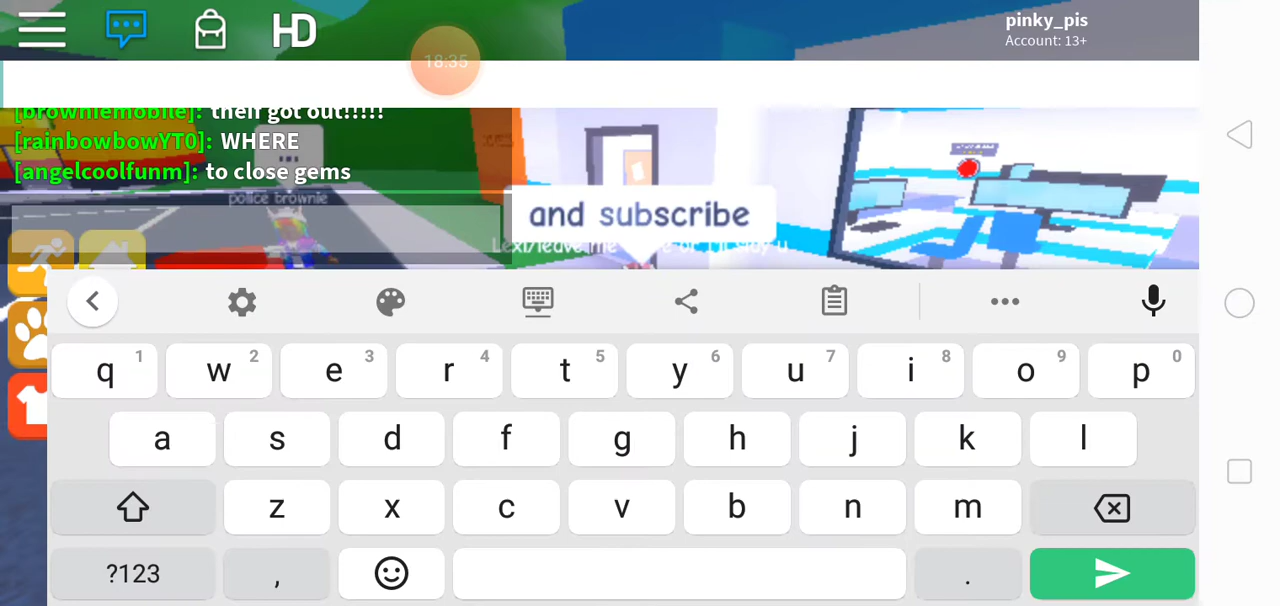 HD
pinky_pis
Account: 13+
18:35
[browniemobile]: then got out!!!!!
[rainbowbowYT0]: WHERE
[angelcoolfunm]: to close gems
police brownie
and subscribe
q 1 w 2 e 3 r 4 t 5 y 6 u 7 i 8 o 9 p 0
a s d f g h j k l
z x c v b n m
?123 , .